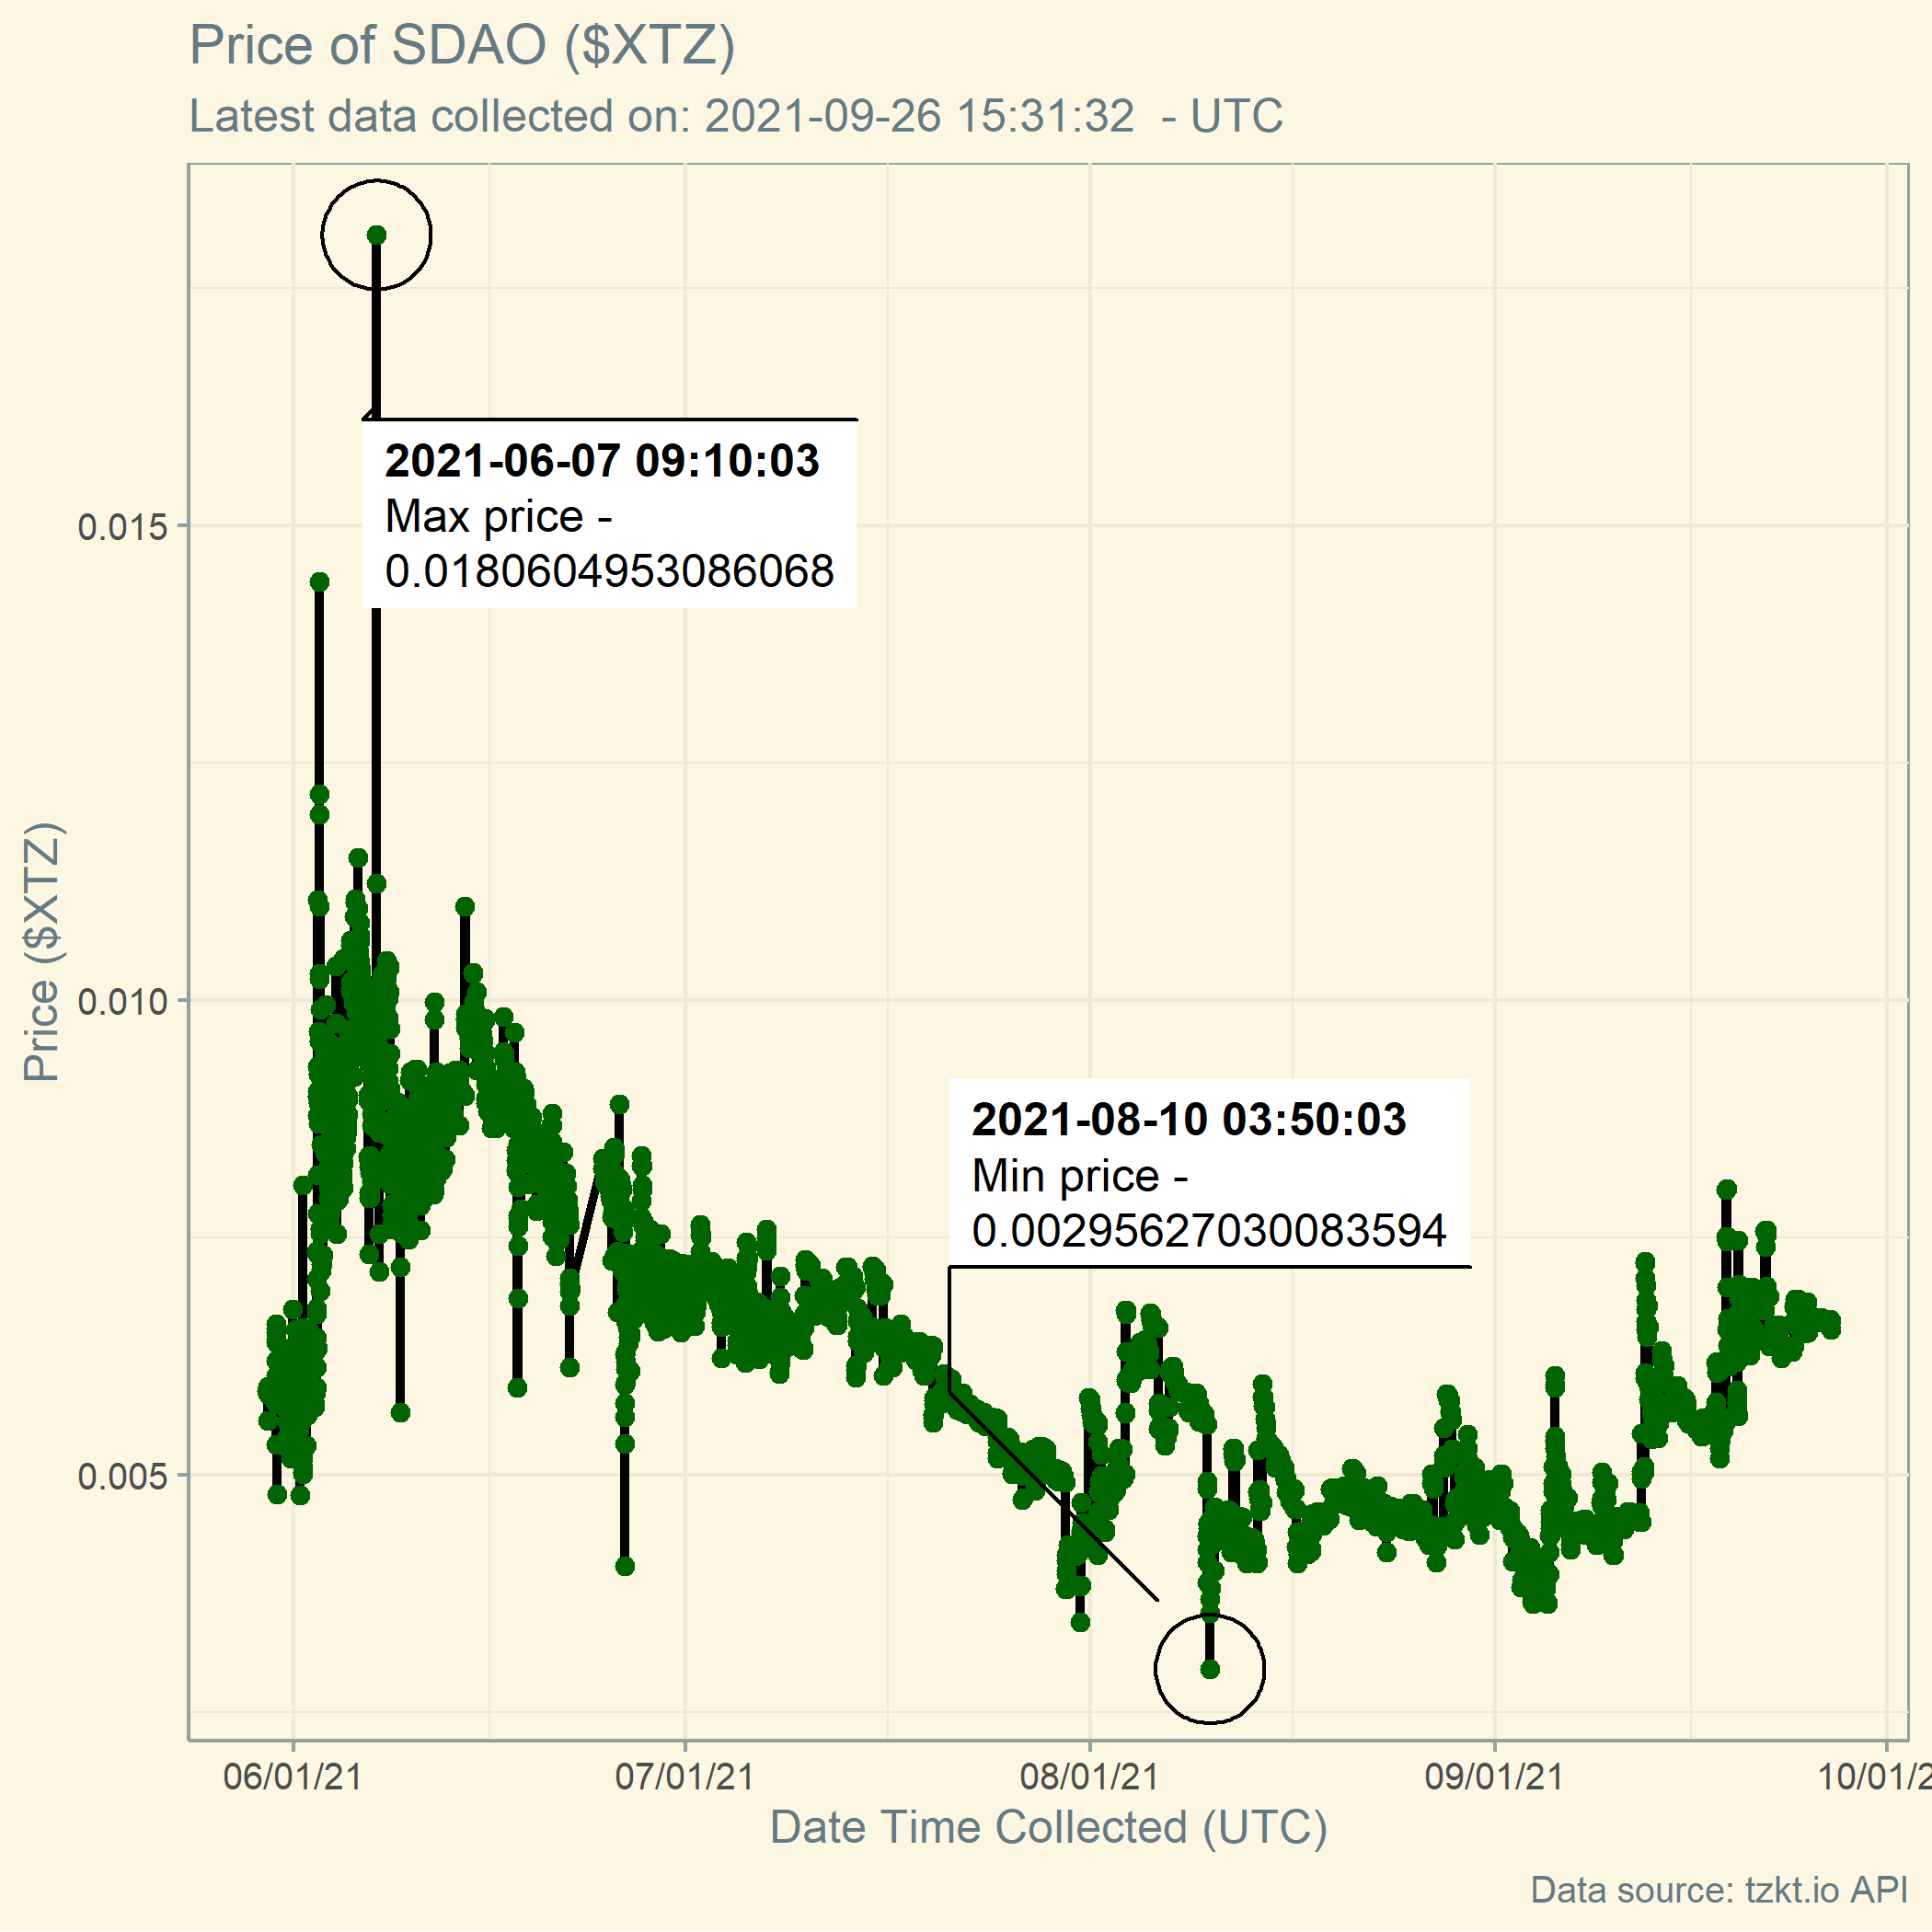 Price of SDAO ($XTZ)
Latest data collected on: 2021-09-26 15:31:32  - UTC
2021-06-07 09:10:03
Max price -
0.0180604953086068
0.015
0.010
0.005
2021-08-10 03:50:03
Min price -
0.00295627030083594
Price ($XTZ)
06/01/21
07/01/21
08/01/21
09/01/21
10/01/2
Date Time Collected (UTC)
Data source: tzkt.io API